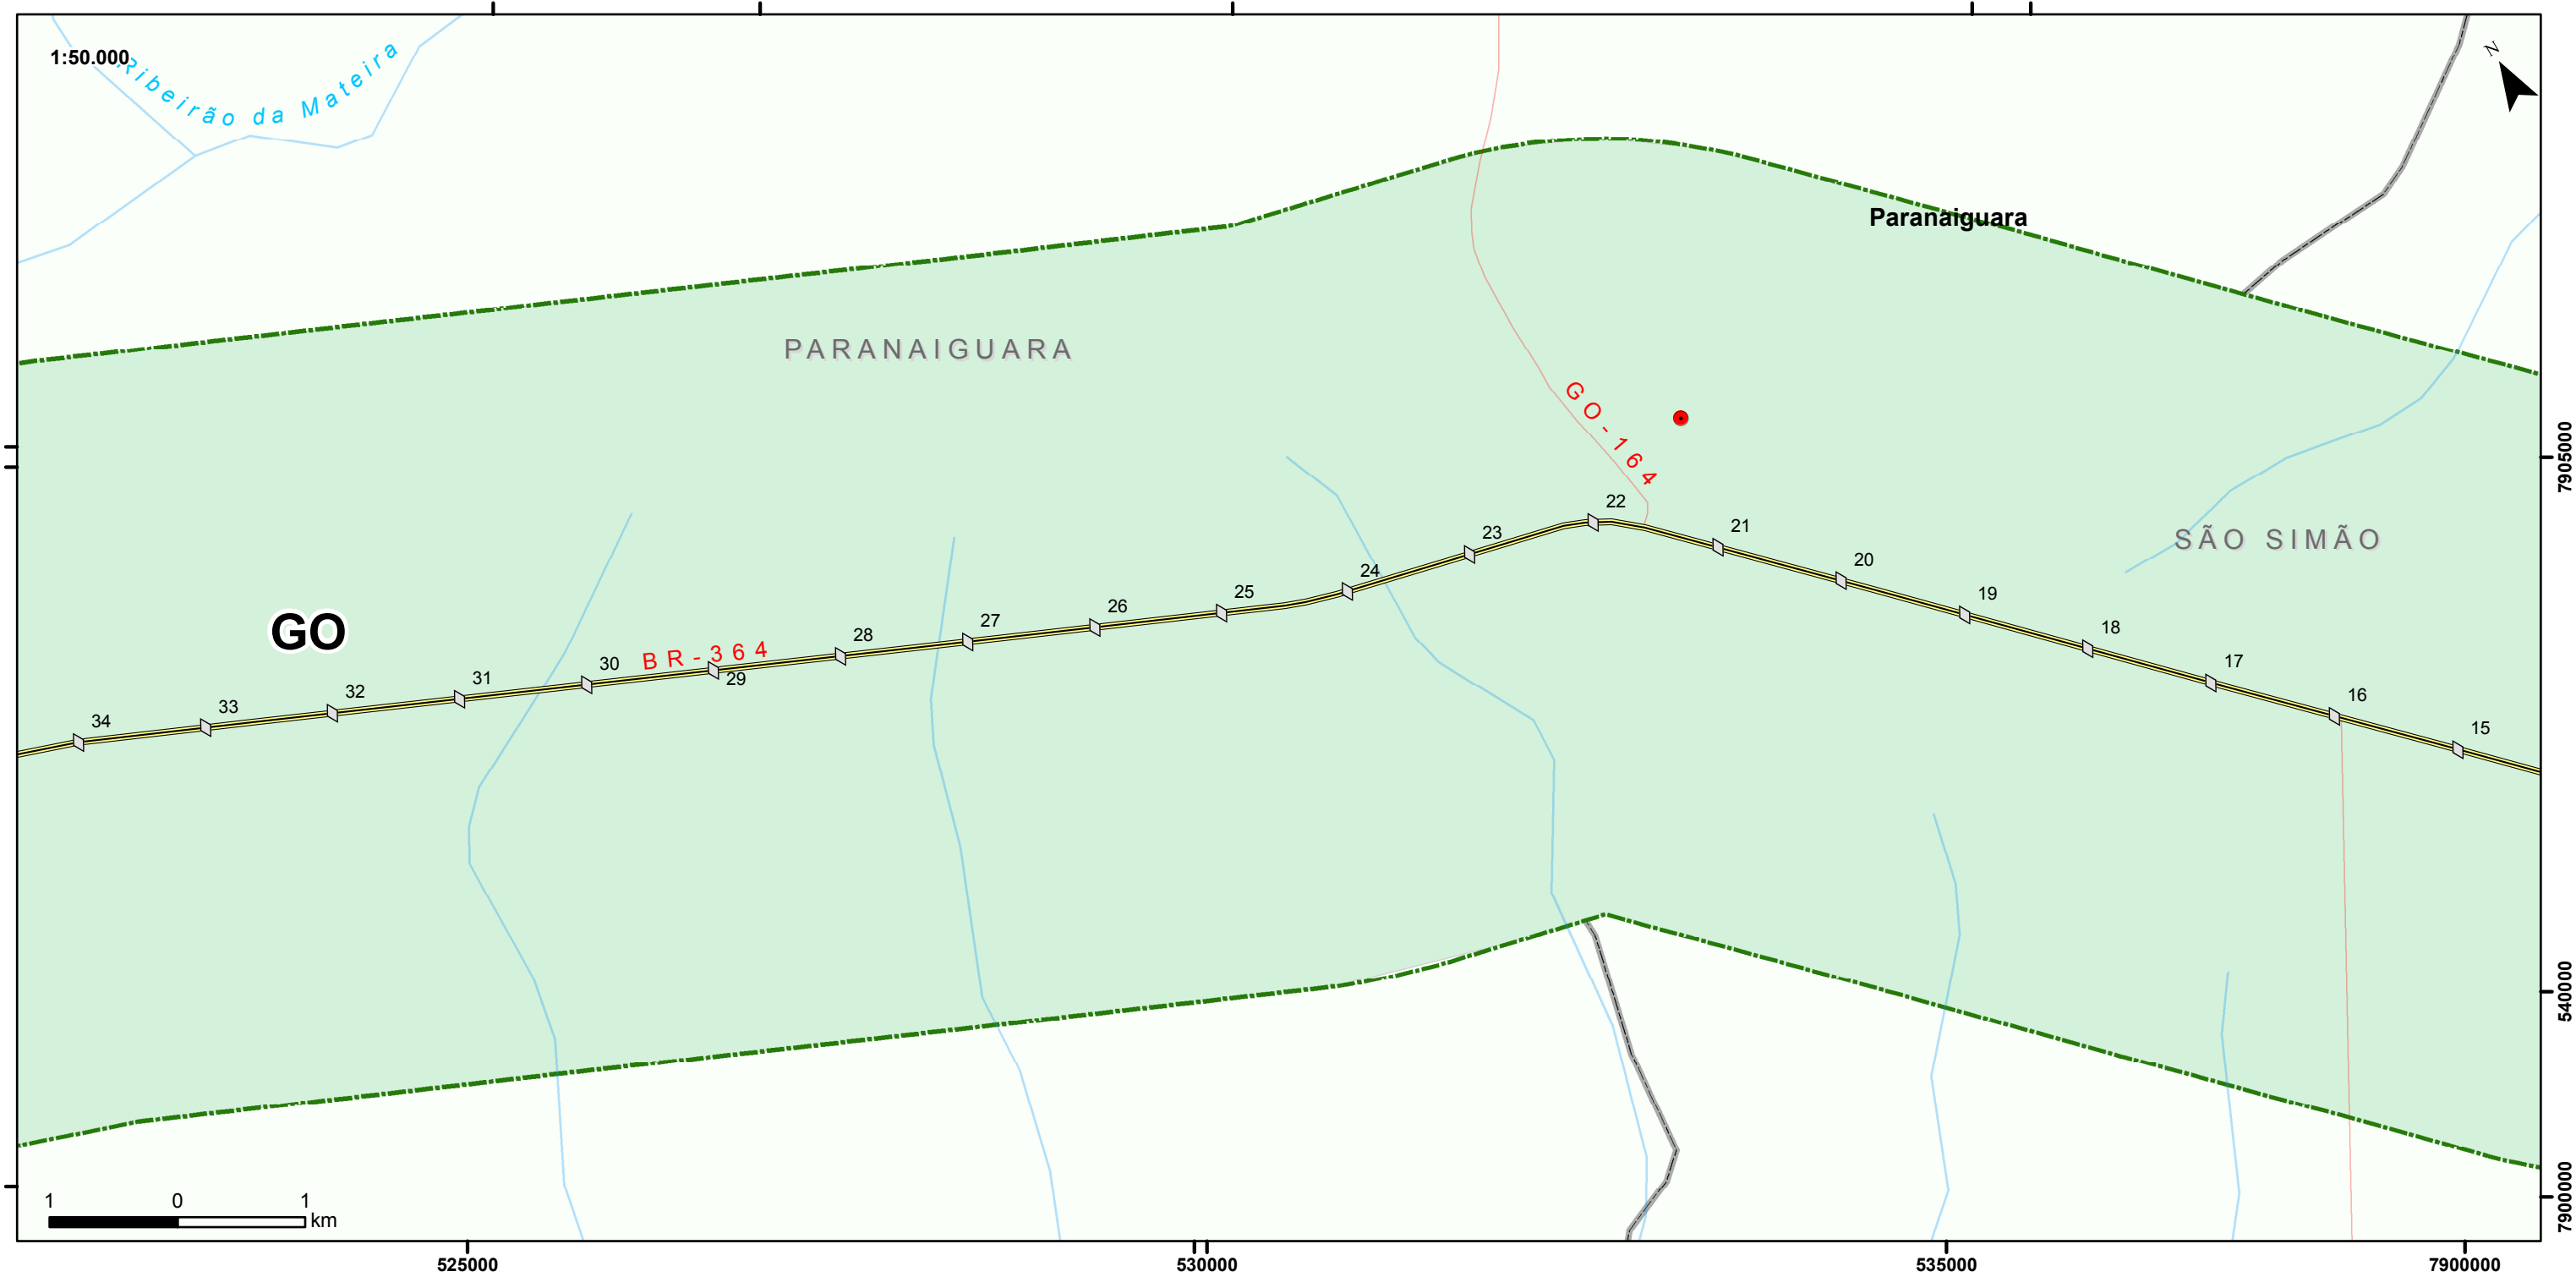 1:50.000
Ribeirão da Mateira
N
Paranaiguara
PARANAIGUARA
GO-164
7905000
SÃO SIMÃO
22
21
23
20
24
19
25
26
18
27
GO
28
BR-364
17
30
29
31
16
32
33
34
15
540000
7900000
1 0 1
km
525000
530000
535000
7900000